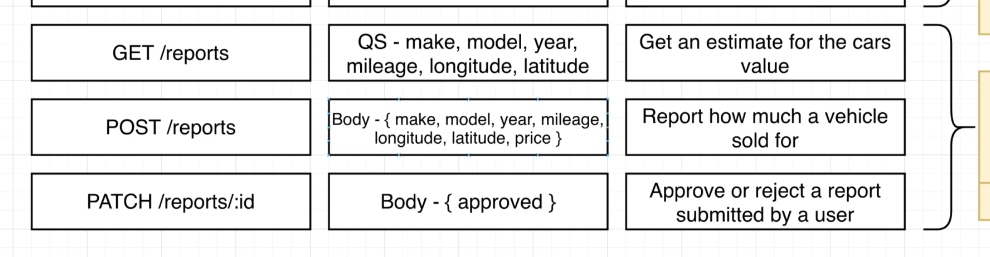 GET /reports
QS - make, model, year,
mileage, longitude, latitude
Get an estimate for the cars
value
POST /reports
Body - { make, model, year, mileage,
longitude, latitude, price }
Report how much a vehicle
sold for
PATCH /reports/:id
Body - { approved }
Approve or reject a report
submitted by a user